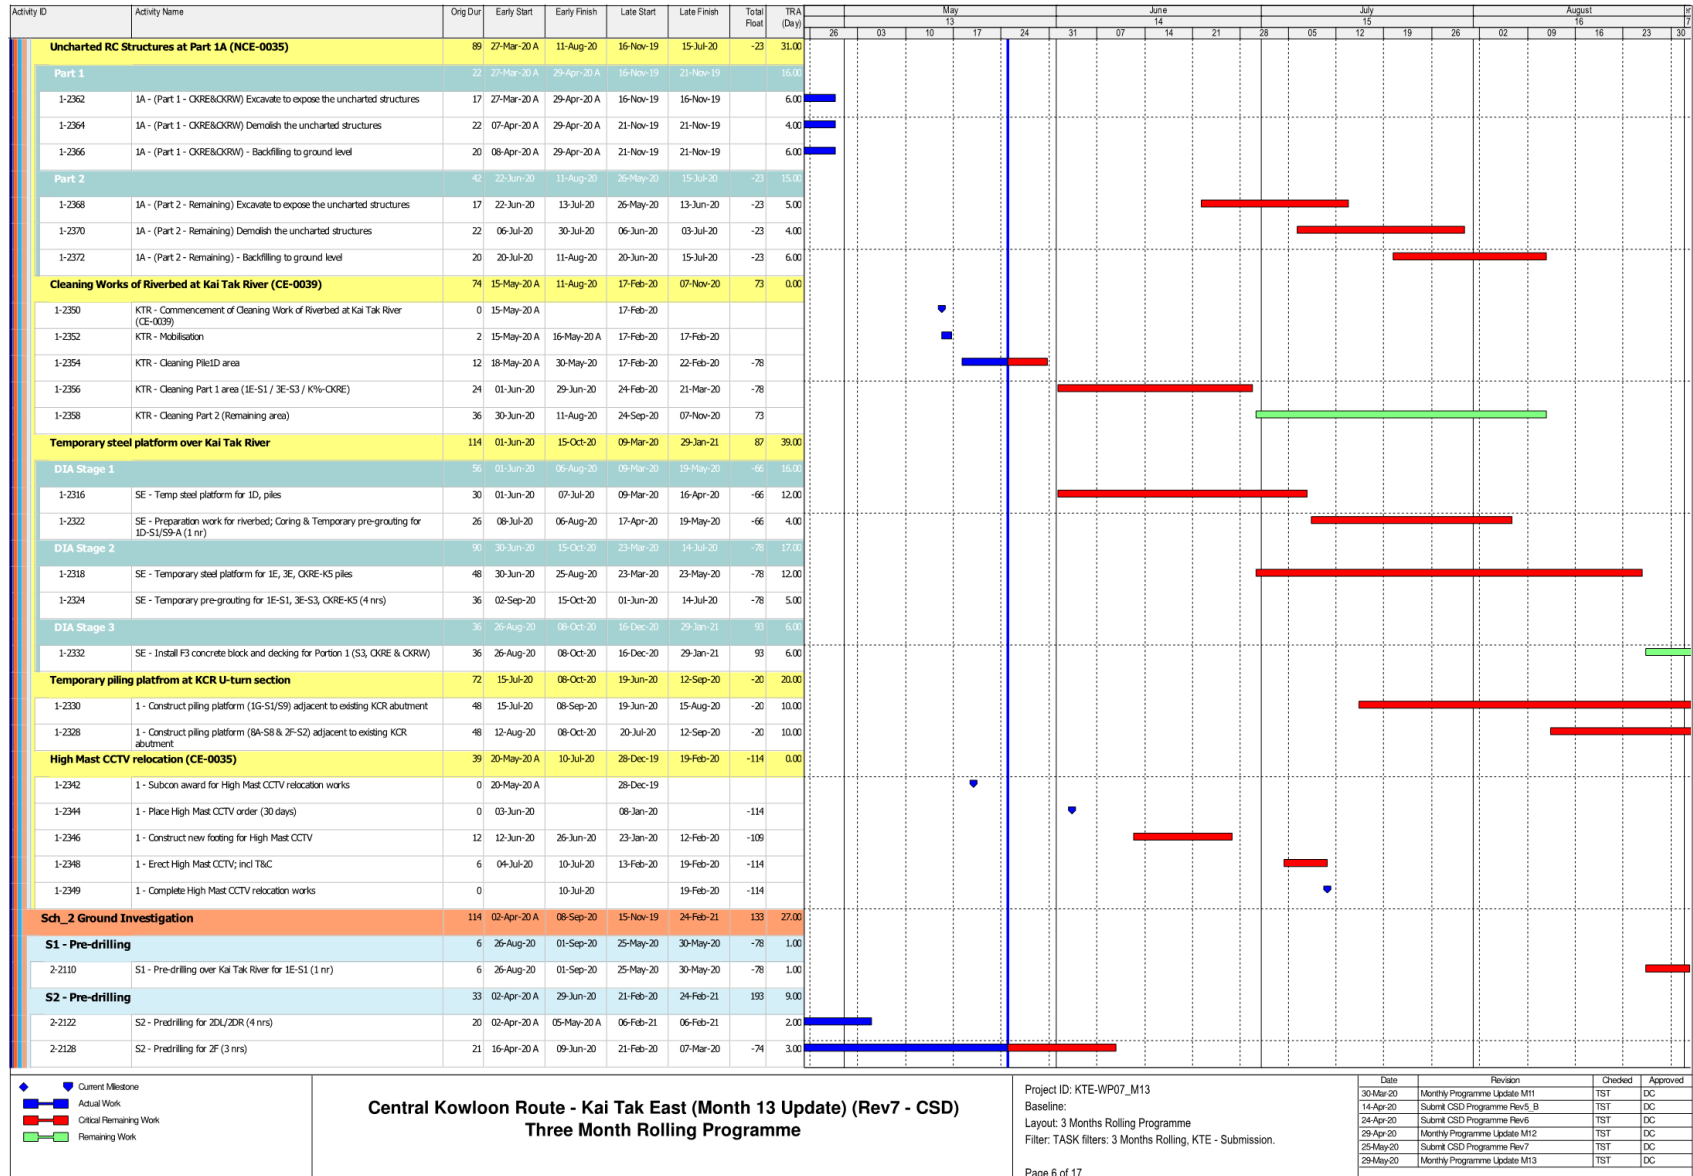 Activity ID Activity Name Orig Dur Early Start Early Finish Late Start Late Finish Total Float TRA (Day) May June July August
13 14 15 16 7
26 03 10 17 24 31 07 14 21 28 05 12 19 26 02 09 16 23 30
Uncharted RC Structures at Part 1A (NCE-0035) 89 27-Mar-20 A 11-Aug-20 16-Nov-19 15-Jul-20 -23 31.00
Part 1 22 27-Mar-20 A 29-Apr-20 A 16-Nov-19 21-Nov-19 16.00
1-2362 1A - (Part 1 - CKRE&CKRW) Excavate to expose the uncharted structures 17 27-Mar-20 A 29-Apr-20 A 16-Nov-19 16-Nov-19 6.00
1-2364 1A - (Part 1 - CKRE&CKRW) Demolish the uncharted structures 22 07-Apr-20 A 29-Apr-20 A 21-Nov-19 21-Nov-19 4.00
1-2366 1A - (Part 1 - CKRE&CKRW) - Backfilling to ground level 20 08-Apr-20 A 29-Apr-20 A 21-Nov-19 21-Nov-19 6.00
Part 2 42 22-Jun-20 11-Aug-20 26-May-20 15-Jul-20 -23 15.00
1-2368 1A - (Part 2 - Remaining) Excavate to expose the uncharted structures 17 22-Jun-20 13-Jul-20 26-May-20 13-Jun-20 -23 5.00
1-2370 1A - (Part 2 - Remaining) Demolish the uncharted structures 22 06-Jul-20 30-Jul-20 06-Jun-20 03-Jul-20 -23 4.00
1-2372 1A - (Part 2 - Remaining) - Backfilling to ground level 20 20-Jul-20 11-Aug-20 20-Jun-20 15-Jul-20 -23 6.00
Cleaning Works of Riverbed at Kai Tak River (CE-0039) 74 15-May-20 A 11-Aug-20 17-Feb-20 07-Nov-20 73 0.00
1-2350 KTR - Commencement of Cleaning Work of Riverbed at Kai Tak River 0 15-May-20 A 17-Feb-20
(CE-0039)
1-2352 KTR - Mobilisation 2 15-May-20 A 16-May-20 A 17-Feb-20 17-Feb-20
1-2354 KTR - Cleaning Pile1D area 12 18-May-20 A 30-May-20 17-Feb-20 22-Feb-20 -78
1-2356 KTR - Cleaning Part 1 area (1E-S1 / 3E-S3 / K%-CKRE) 24 01-Jun-20 29-Jun-20 24-Feb-20 21-Mar-20 -78
1-2358 KTR - Cleaning Part 2 (Remaining area) 36 30-Jun-20 11-Aug-20 24-Sep-20 07-Nov-20 73
Temporary steel platform over Kai Tak River 114 01-Jun-20 15-Oct-20 09-Mar-20 29-Jan-21 87 39.00
DIA Stage 1 56 01-Jun-20 06-Aug-20 09-Mar-20 19-May-20 -66 16.00
1-2316 SE - Temp steel platform for 1D, piles 30 01-Jun-20 07-Jul-20 09-Mar-20 16-Apr-20 -66 12.00
1-2322 SE - Preparation work for riverbed; Coring & Temporary pre-grouting for 26 08-Jul-20 06-Aug-20 17-Apr-20 19-May-20 -66 4.00
1D-S1/S9-A (1 nr)
DIA Stage 2 90 30-Jun-20 15-Oct-20 23-Mar-20 14-Jul-20 -78 17.00
1-2318 SE - Temporary steel platform for 1E, 3E, CKRE-K5 piles 48 30-Jun-20 25-Aug-20 23-Mar-20 23-May-20 -78 12.00
1-2324 SE - Temporary pre-grouting for 1E-S1, 3E-S3, CKRE-K5 (4 nrs) 36 02-Sep-20 15-Oct-20 01-Jun-20 14-Jul-20 -78 5.00
DIA Stage 3 36 26-Aug-20 08-Oct-20 16-Dec-20 29-Jan-21 93 6.00
1-2332 SE - Install F3 concrete block and decking for Portion 1 (S3, CKRE & CKRW) 36 26-Aug-20 08-Oct-20 16-Dec-20 29-Jan-21 93 6.00
Temporary piling platfrom at KCR U-turn section 72 15-Jul-20 08-Oct-20 19-Jun-20 12-Sep-20 -20 20.00
1-2330 1 - Construct piling platform (1G-S1/S9) adjacent to existing KCR abutment 48 15-Jul-20 08-Sep-20 19-Jun-20 15-Aug-20 -20 10.00
1-2328 1 - Construct piling platform (8A-S8 & 2F-S2) adjacent to existing KCR 48 12-Aug-20 08-Oct-20 20-Jul-20 12-Sep-20 -20 10.00
abutment
High Mast CCTV relocation (CE-0035) 39 20-May-20 A 10-Jul-20 28-Dec-19 19-Feb-20 -114 0.00
1-2342 1 - Subcon award for High Mast CCTV relocation works 0 20-May-20 A 28-Dec-19
1-2344 1 - Place High Mast CCTV order (30 days) 0 03-Jun-20 08-Jan-20 -114
1-2346 1 - Construct new footing for High Mast CCTV 12 12-Jun-20 26-Jun-20 23-Jan-20 12-Feb-20 -109
1-2348 1 - Erect High Mast CCTV; incl T&C 6 04-Jul-20 10-Jul-20 13-Feb-20 19-Feb-20 -114
1-2349 1 - Complete High Mast CCTV relocation works 0 10-Jul-20 19-Feb-20 -114
Sch_2 Ground Investigation 114 02-Apr-20 A 08-Sep-20 15-Nov-19 24-Feb-21 133 27.00
S1 - Pre-drilling 6 26-Aug-20 01-Sep-20 25-May-20 30-May-20 -78 1.00
2-2110 S1 - Pre-drilling over Kai Tak River for 1E-S1 (1 nr) 6 26-Aug-20 01-Sep-20 25-May-20 30-May-20 -78 1.00
S2 - Pre-drilling 33 02-Apr-20 A 29-Jun-20 21-Feb-20 24-Feb-21 193 9.00
2-2122 S2 - Predrilling for 2DL/2DR (4 nrs) 20 02-Apr-20 A 05-May-20 A 06-Feb-21 06-Feb-21 2.00
2-2128 S2 - Predrilling for 2F (3 nrs) 21 16-Apr-20 A 09-Jun-20 21-Feb-20 07-Mar-20 -74 3.00
Current Milestone
Actual Work
Critical Remaining Work
Remaining Work
Central Kowloon Route - Kai Tak East (Month 13 Update) (Rev7 - CSD)
Three Month Rolling Programme
Project ID: KTE-WP07_M13
Baseline:
Layout: 3 Months Rolling Programme
Filter: TASK filters: 3 Months Rolling, KTE - Submission.
Page 6 of 17
Date Revision Checked Approved
30-Mar-20 Monthly Programme Update M11 TST DC
14-Apr-20 Submit CSD Programme Rev5_B TST DC
24-Apr-20 Submit CSD Programme Rev6 TST DC
29-Apr-20 Monthly Programme Update M12 TST DC
25-May-20 Submit CSD Programme Rev7 TST DC
29-May-20 Monthly Programme Update M13 TST DC